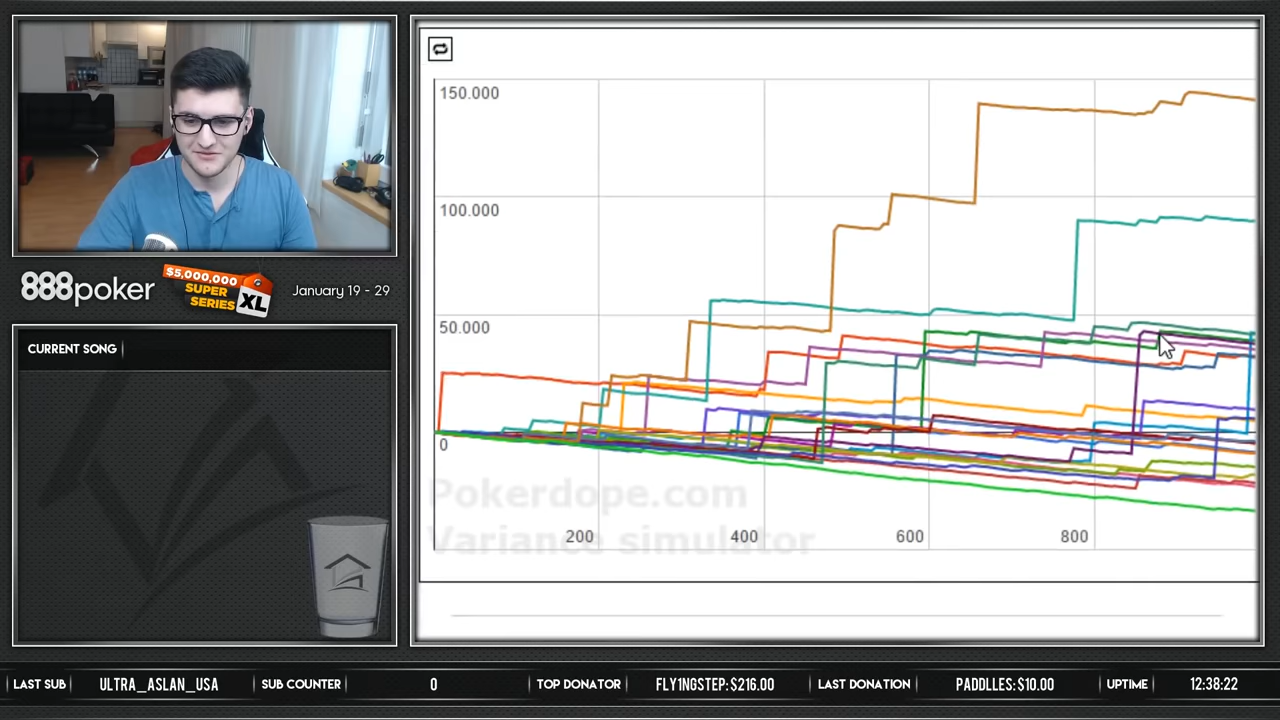 150.000
100.000
50.000
0
Pokerdope.com
Variance simulator
200
400
600
800
888poker
$5,000,000
SUPER
SERIES
XL
January 19 - 29
CURRENT SONG
LAST SUB
ULTRA_ASLAN_USA
SUB COUNTER
0
TOP DONATOR
FLY1NGSTEP: $216.00
LAST DONATION
PADDLLES: $10.00
UPTIME
12:38:22